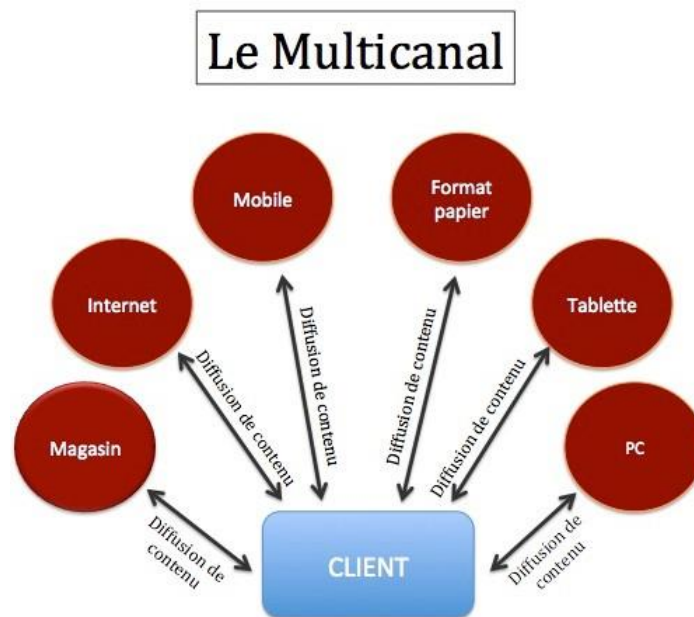 Le Multicanal
Mobile
Format
papier
Internet
Tablette
Magasin
PC
Diffusion de
contenu
Diffusion de contenu
Diffusion de contenu
Diffusion de contenu
Diffusion de contenu
Diffusion de
contenu
CLIENT